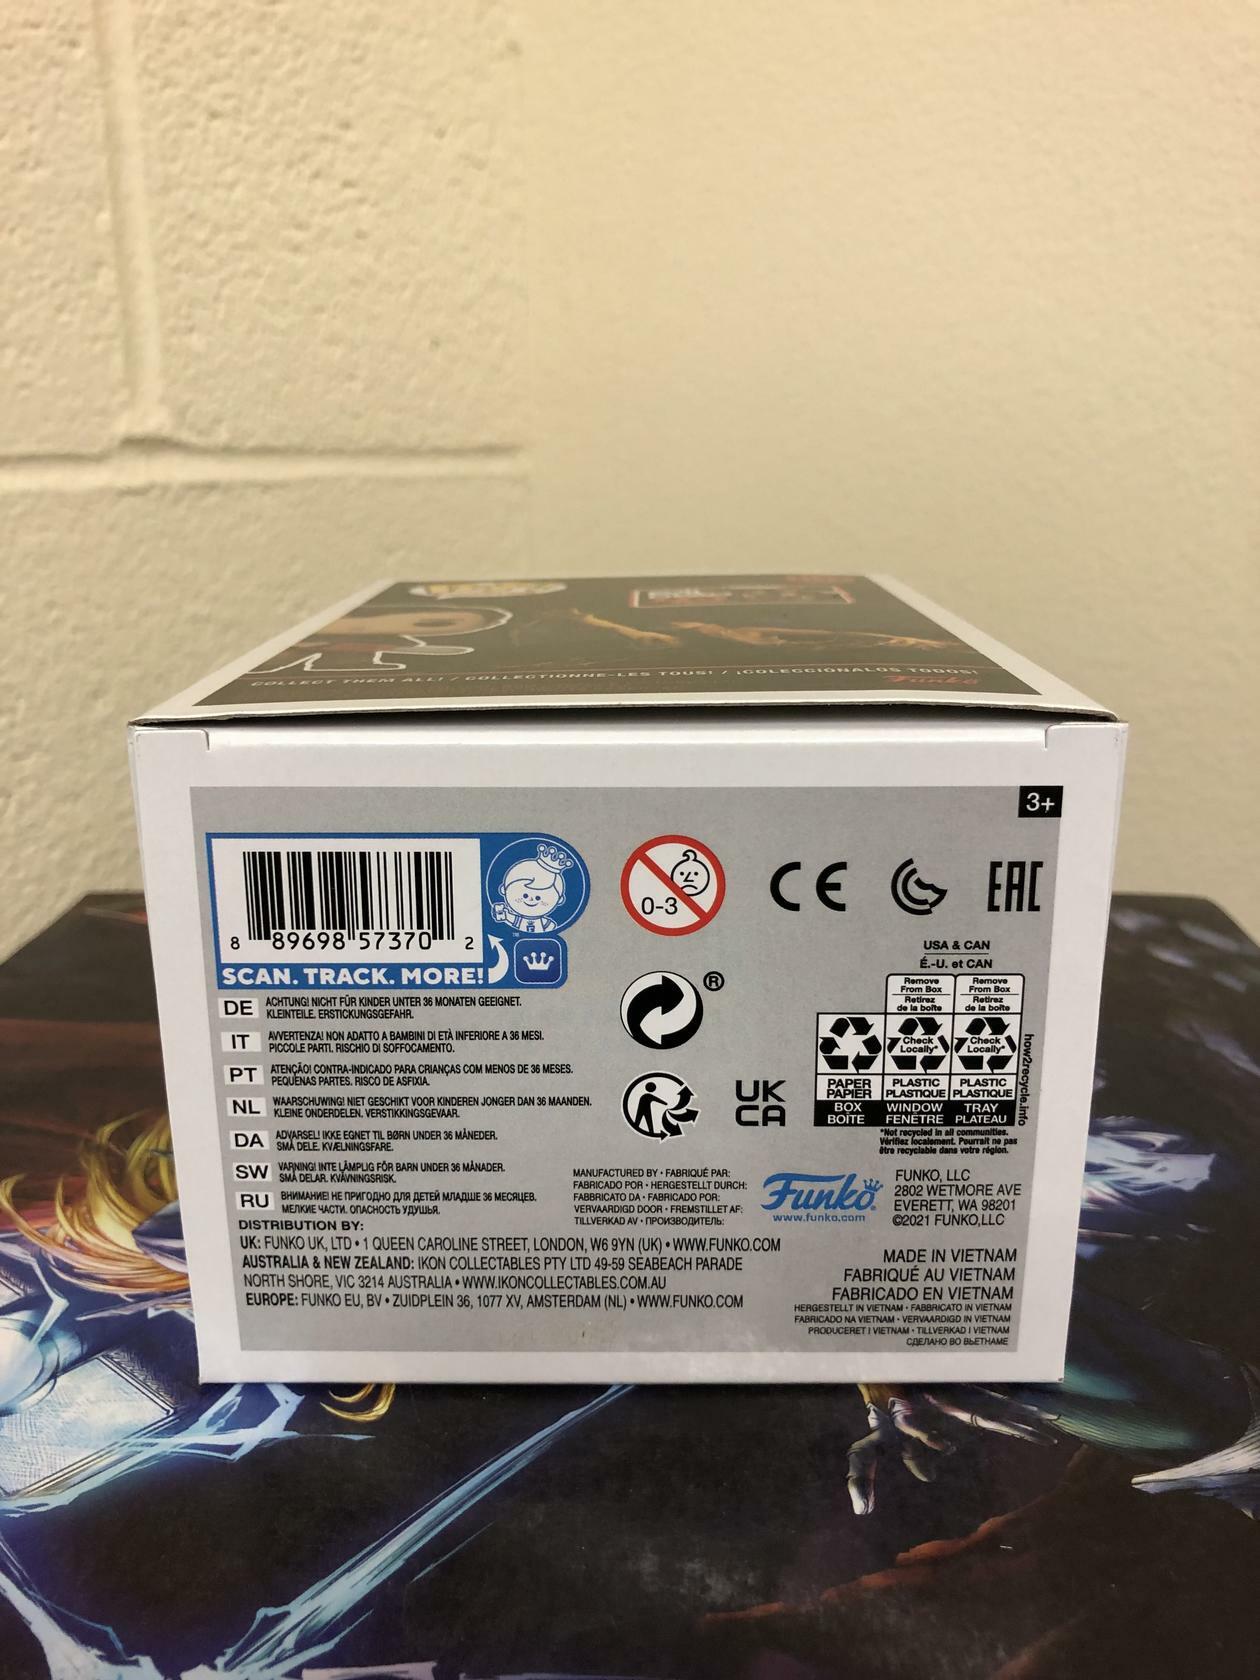 COLLECT THEM ALL! / COLLECTIONNE-LES TOUS! / ¡COLECCIÓNALOS TODOS!
Funko
3+
8 89698 57370 2
SCAN. TRACK. MORE!
™
0-3
CE
EAC
DE ACHTUNG! NICHT FÜR KINDER UNTER 36 MONATEN GEEIGNET.
KLEINTEILE. ERSTICKUNGSGEFAHR.
IT AVVERTENZA! NON ADATTO A BAMBINI DI ETÀ INFERIORE A 36 MESI.
PICCOLE PARTI. RISCHIO DI SOFFOCAMENTO.
PT ATENÇÃO! CONTRA-INDICADO PARA CRIANÇAS COM MENOS DE 36 MESES.
PEQUENAS PARTES. RISCO DE ASFIXIA.
NL WAARSCHUWING! NIET GESCHIKT VOOR KINDEREN JONGER DAN 36 MAANDEN.
KLEINE ONDERDELEN. VERSTIKKINGSGEVAAR.
DA ADVARSEL! IKKE EGNET TIL BØRN UNDER 36 MÅNEDER.
SMÅ DELE. KVÆLNINGSFARE.
SW VARNING! INTE LÄMPLIG FÖR BARN UNDER 36 MÅNADER.
SMÅ DELAR. KVÄVNINGSRISK.
RU ВНИМАНИЕ! НЕ ПРИГОДНО ДЛЯ ДЕТЕЙ МЛАДШЕ 36 МЕСЯЦЕВ.
МЕЛКИЕ ЧАСТИ. ОПАСНОСТЬ УДУШЬЯ.
®
UK
CA
USA & CAN
É.-U. et CAN
Remove From Box
Retirez de la boîte
Remove From Box
Retirez de la boîte
Check Locally*
Check Locally*
PAPER PAPIER
PLASTIC PLASTIQUE
PLASTIC PLASTIQUE
BOX BOÎTE
WINDOW FENÊTRE
TRAY PLATEAU
how2recycle.info
*Not recycled in all communities.
Vérifiez localement. Pourrait ne pas
être recyclable dans votre région.
MANUFACTURED BY • FABRIQUÉ PAR:
FABRICADO POR • HERGESTELLT DURCH:
FABBRICATO DA • FABRICADO POR:
VERVAARDIGD DOOR • FREMSTILLET AF:
TILLVERKAD AV • ПРОИЗВОДИТЕЛЬ:
Funko®
www.funko.com
FUNKO, LLC
2802 WETMORE AVE
EVERETT, WA 98201
©2021 FUNKO,LLC
DISTRIBUTION BY:
UK: FUNKO UK, LTD • 1 QUEEN CAROLINE STREET, LONDON, W6 9YN (UK) • WWW.FUNKO.COM
AUSTRALIA & NEW ZEALAND: IKON COLLECTABLES PTY LTD 49-59 SEABEACH PARADE
NORTH SHORE, VIC 3214 AUSTRALIA • WWW.IKONCOLLECTABLES.COM.AU
EUROPE: FUNKO EU, BV • ZUIDPLEIN 36, 1077 XV, AMSTERDAM (NL) • WWW.FUNKO.COM
MADE IN VIETNAM
FABRIQUÉ AU VIETNAM
FABRICADO EN VIETNAM
HERGESTELLT IN VIETNAM • FABBRICATO IN VIETNAM
FABRICADO NA VIETNAM • VERVAARDIGD IN VIETNAM
PRODUCERET I VIETNAM • TILLVERKAD I VIETNAM
СДЕЛАНО ВО ВЬЕТНАМЕ